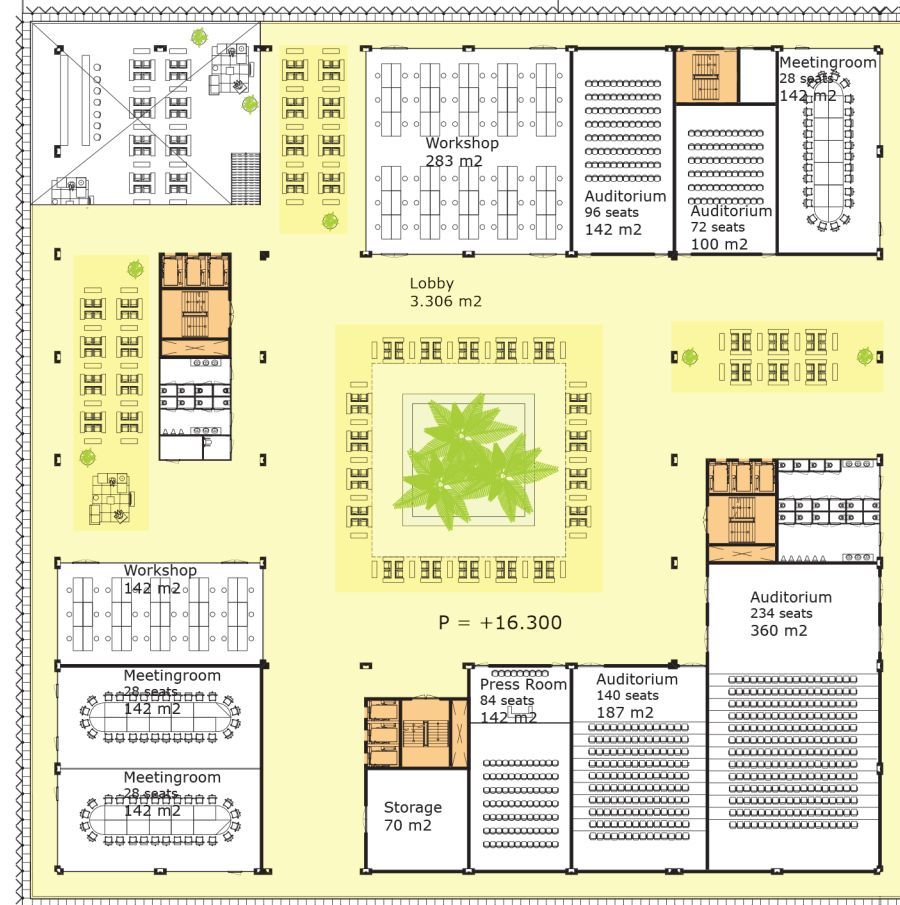 Meetingroom
28 seats
142 m2
Workshop
283 m2
Auditorium
96 seats
142 m2
Auditorium
72 seats
100 m2
Lobby
3.306 m2
Workshop
142 m2
P = +16.300
Auditorium
234 seats
360 m2
Meetingroom
28 seats
142 m2
Press Room
84 seats
142 m2
Auditorium
140 seats
187 m2
Meetingroom
28 seats
142 m2
Storage
70 m2